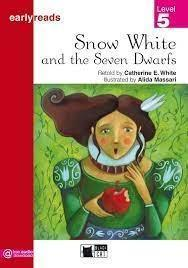 earlyreads
Level
5
Snow White
and the Seven Dwarfs
Retold by Catherine E. White
Illustrated by Alida Massari
BLACK
CAT